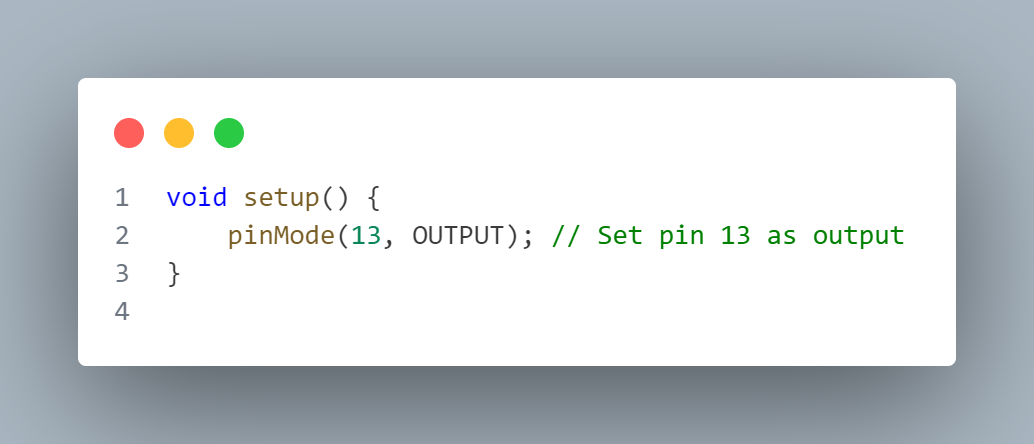 1 void setup() {
2     pinMode(13, OUTPUT); // Set pin 13 as output
3 }
4